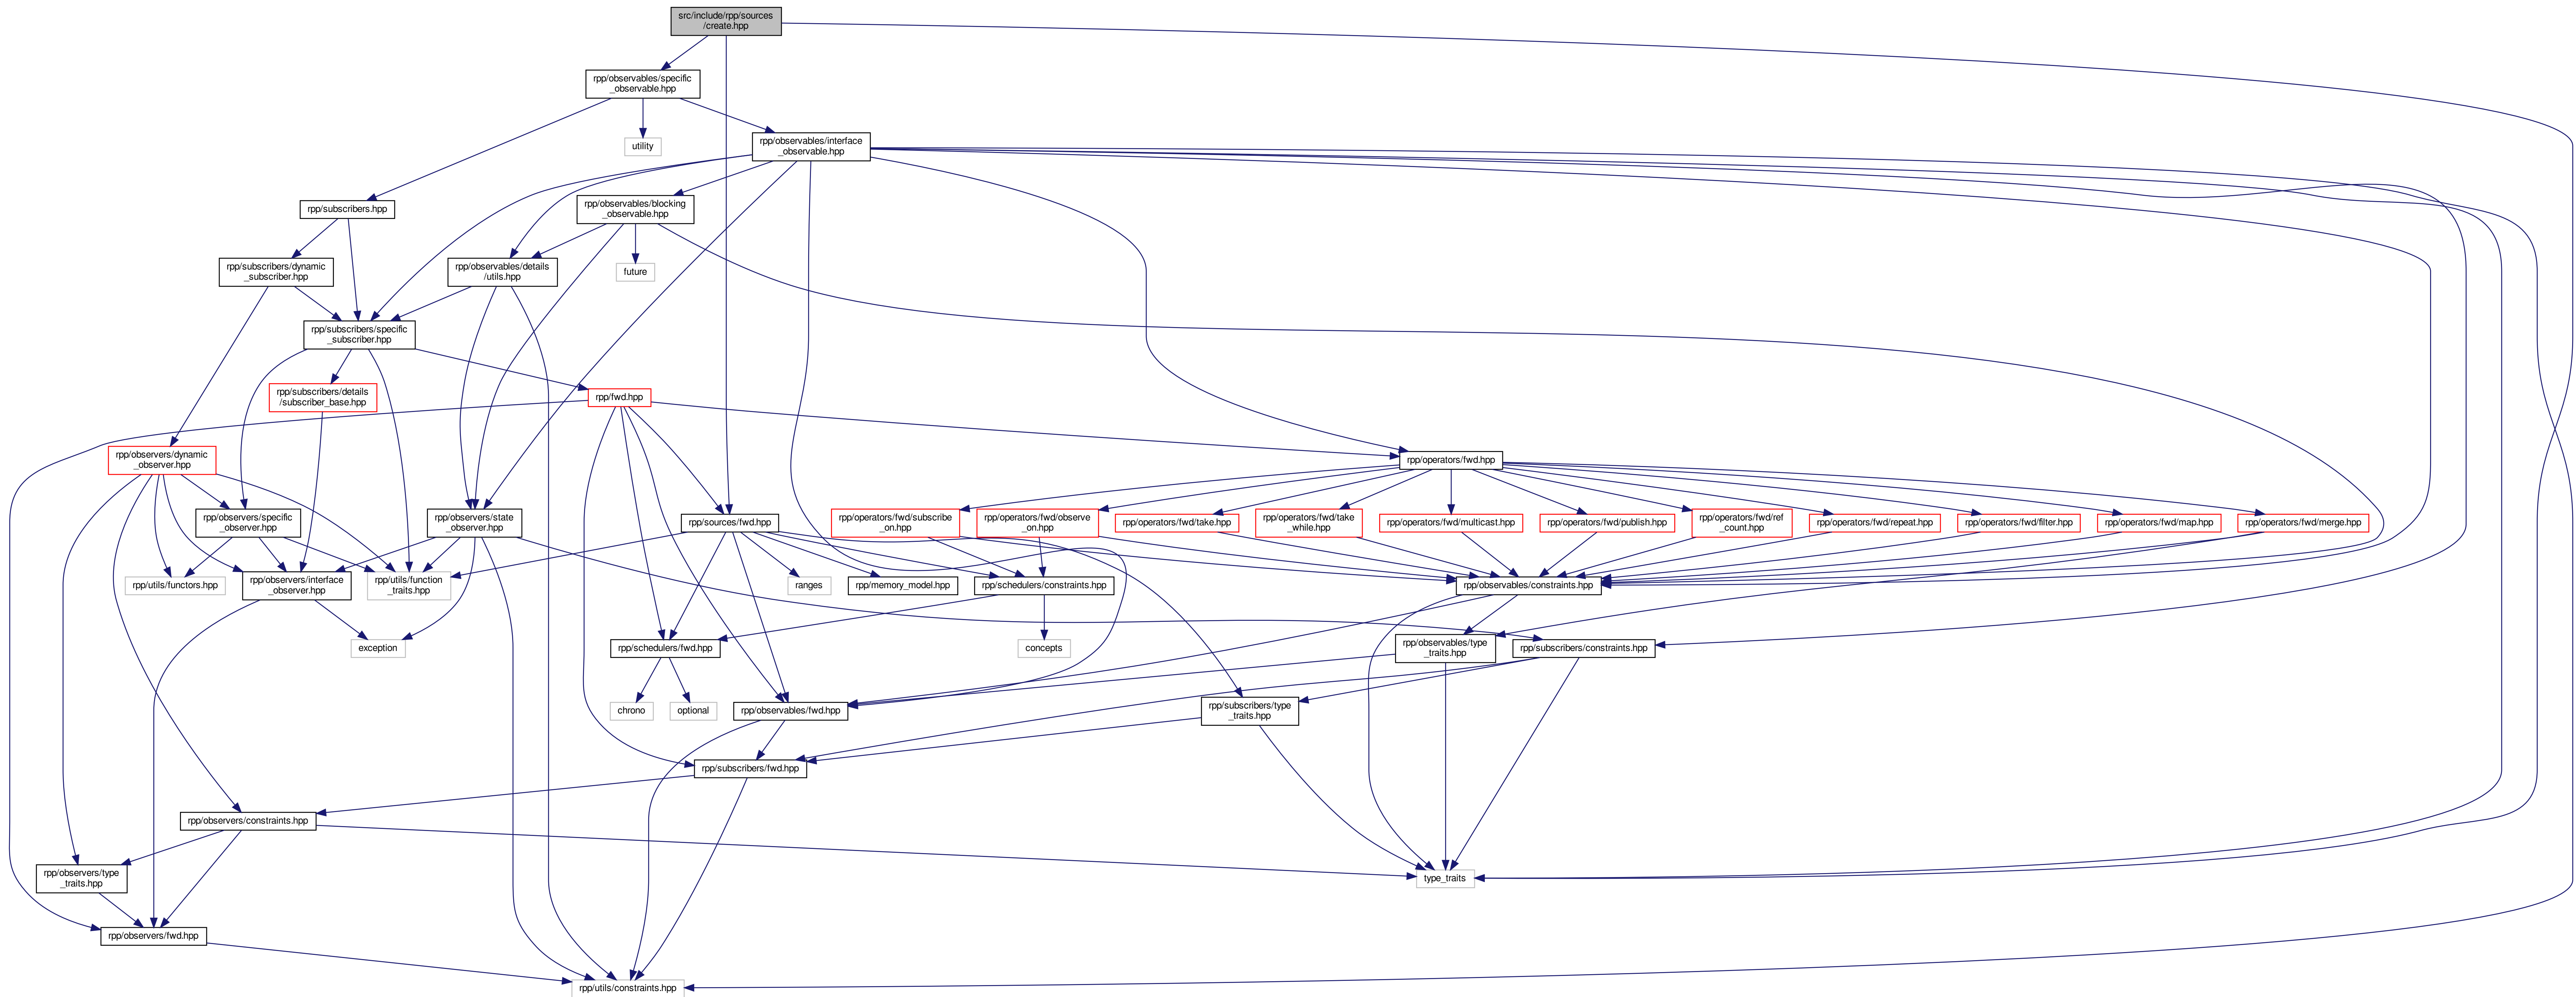 src/include/rpp/sources
/create.hpp
rpp/observables/specific
_observable.hpp
utility
rpp/observables/interface
_observable.hpp
rpp/subscribers.hpp
rpp/observables/blocking
_observable.hpp
rpp/subscribers/dynamic
_subscriber.hpp
rpp/observables/details
/utils.hpp
future
rpp/subscribers/specific
_subscriber.hpp
rpp/subscribers/details
/subscriber_base.hpp
rpp/fwd.hpp
rpp/observers/dynamic
_observer.hpp
rpp/operators/fwd.hpp
rpp/observers/specific
_observer.hpp
rpp/observers/state
_observer.hpp
rpp/sources/fwd.hpp
rpp/operators/fwd/subscribe
_on.hpp
rpp/operators/fwd/observe
_on.hpp
rpp/operators/fwd/take.hpp
rpp/operators/fwd/take
_while.hpp
rpp/operators/fwd/multicast.hpp
rpp/operators/fwd/publish.hpp
rpp/operators/fwd/ref
_count.hpp
rpp/operators/fwd/repeat.hpp
rpp/operators/fwd/filter.hpp
rpp/operators/fwd/map.hpp
rpp/operators/fwd/merge.hpp
rpp/utils/functors.hpp
rpp/observers/interface
_observer.hpp
rpp/utils/function
_traits.hpp
ranges
rpp/memory_model.hpp
rpp/schedulers/constraints.hpp
rpp/observables/constraints.hpp
exception
rpp/schedulers/fwd.hpp
concepts
rpp/observables/type
_traits.hpp
rpp/subscribers/constraints.hpp
chrono
optional
rpp/observables/fwd.hpp
rpp/subscribers/type
_traits.hpp
rpp/subscribers/fwd.hpp
rpp/observers/constraints.hpp
rpp/observers/type
_traits.hpp
type_traits
rpp/observers/fwd.hpp
rpp/utils/constraints.hpp